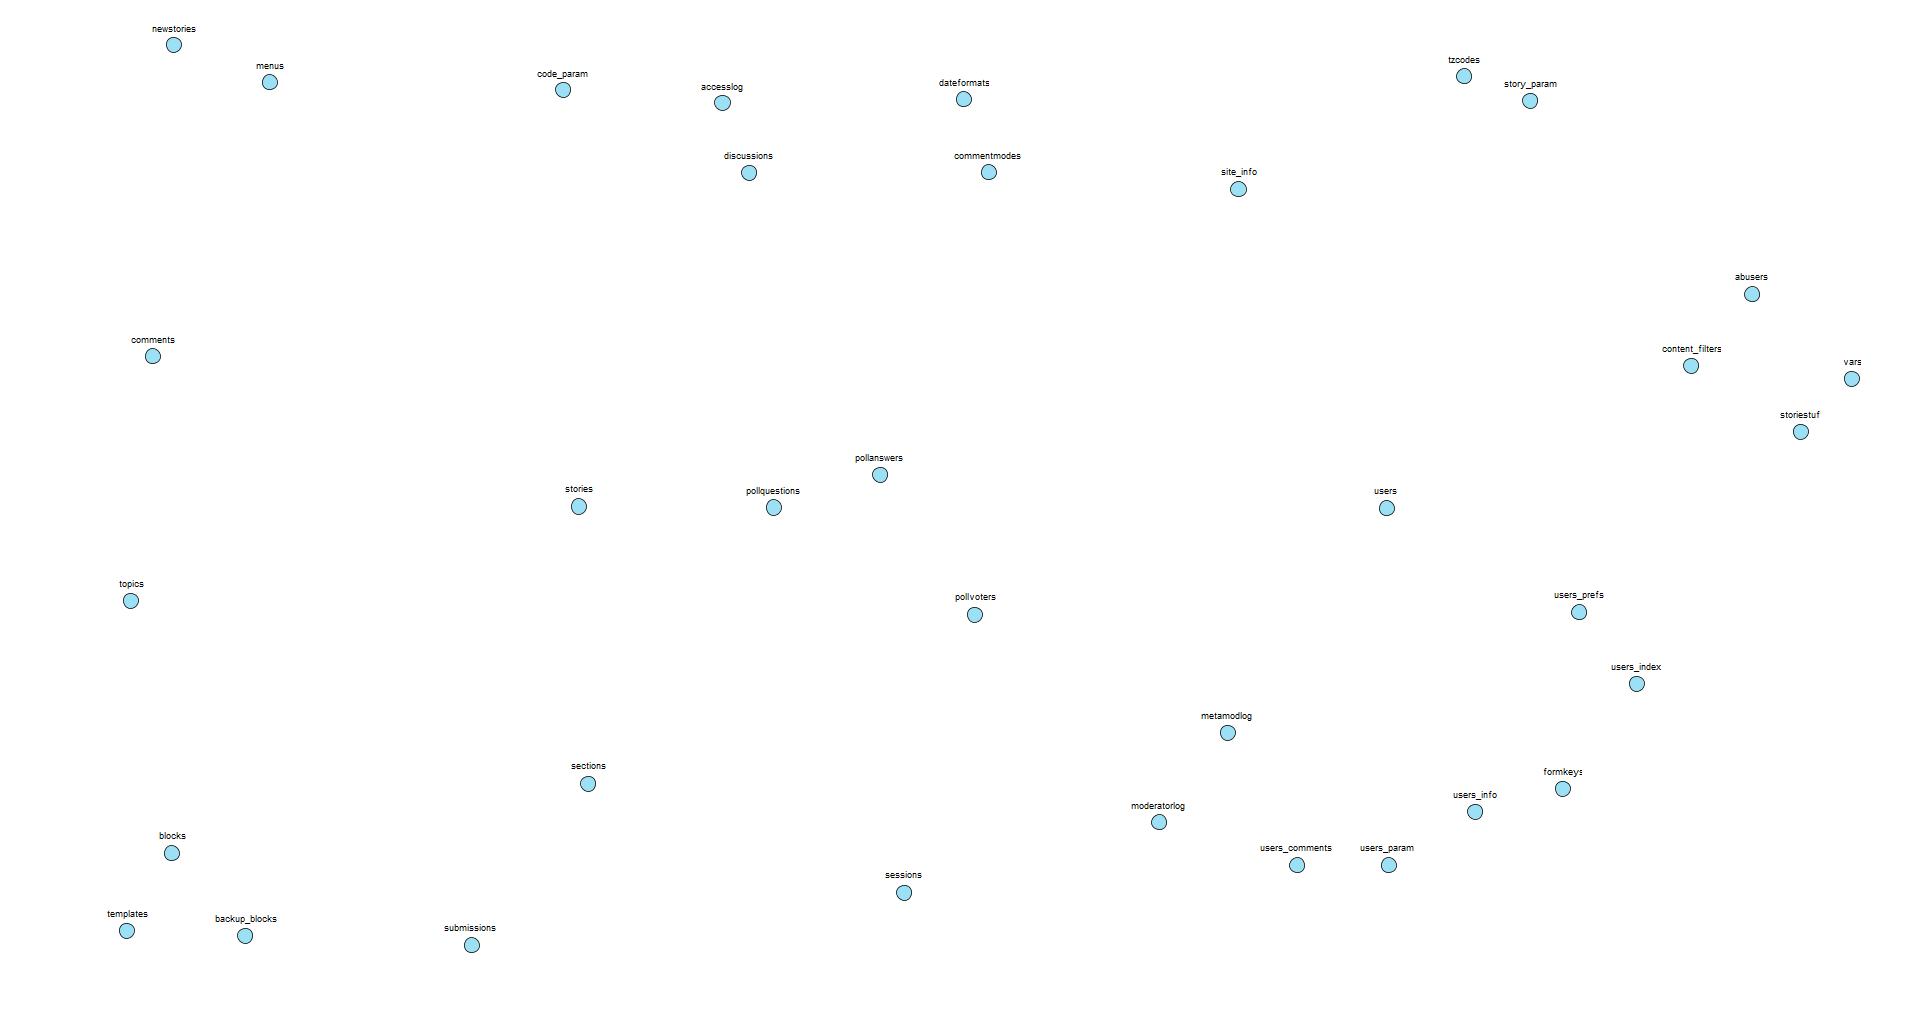 newstories
menus
code_param
accesslog
dateformats
tzcodes
story_param
discussions
commentmodes
site_info
abusers
comments
content_filters
vars
storiestuf
pollanswers
stories
pollquestions
users
topics
pollvoters
users_prefs
users_index
metamodlog
sections
formkeys
users_info
moderatorlog
blocks
users_comments
users_param
sessions
templates
backup_blocks
submissions